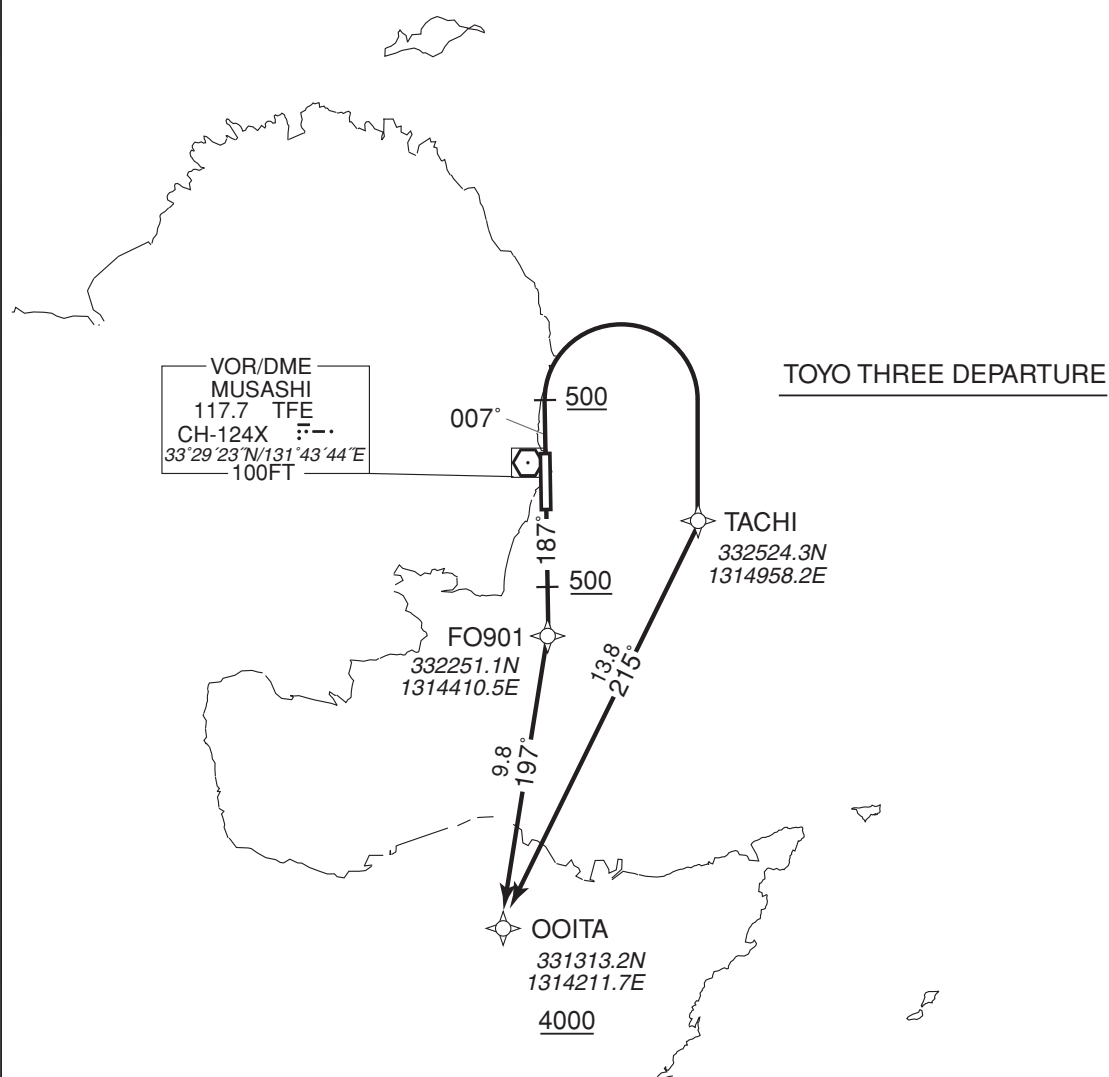 VOR/DME
MUSASHI
117.7 TFE
CH-124X
33°29´23˝N/131°43´44˝E
100FT
TOYO THREE DEPARTURE
500
007°
TACHI
332524.3N
1314958.2E
187°
500
FO901
332251.1N
1314410.5E
13.8
215°
9.8
197°
OOITA
331313.2N
1314211.7E
4000